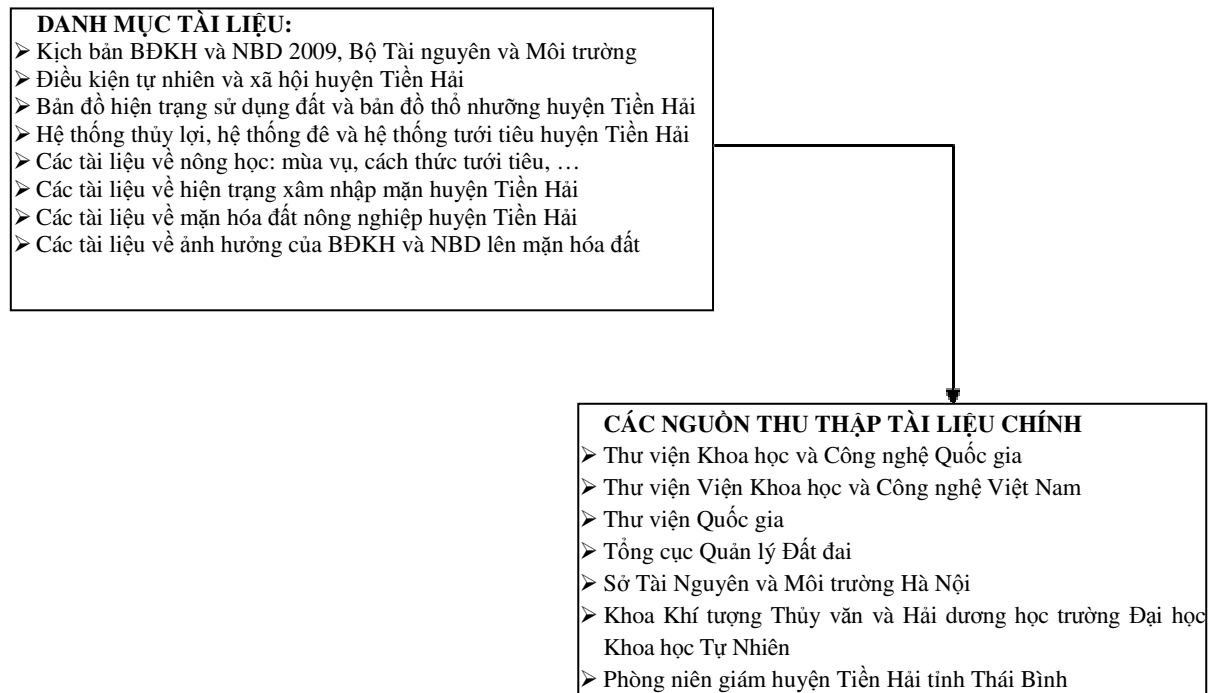 DANH MỤC TÀI LIỆU:
➢ Kịch bản BĐKH và NBD 2009, Bộ Tài nguyên và Môi trường
➢ Điều kiện tự nhiên và xã hội huyện Tiền Hải
➢ Bản đồ hiện trạng sử dụng đất và bản đồ thổ nhưỡng huyện Tiền Hải
➢ Hệ thống thủy lợi, hệ thống đê và hệ thống tưới tiêu huyện Tiền Hải
➢ Các tài liệu về nông học: mùa vụ, cách thức tưới tiêu, …
➢ Các tài liệu về hiện trạng xâm nhập mặn huyện Tiền Hải
➢ Các tài liệu về mặn hóa đất nông nghiệp huyện Tiền Hải
➢ Các tài liệu về ảnh hưởng của BĐKH và NBD lên mặn hóa đất
CÁC NGUỒN THU THẬP TÀI LIỆU CHÍNH
➢ Thư viện Khoa học và Công nghệ Quốc gia
➢ Thư viện Viện Khoa học và Công nghệ Việt Nam
➢ Thư viện Quốc gia
➢ Tổng cục Quản lý Đất đai
➢ Sở Tài Nguyên và Môi trường Hà Nội
➢ Khoa Khí tượng Thủy văn và Hải dương học trường Đại học
Khoa học Tự Nhiên
➢ Phòng niên giám huyện Tiền Hải tỉnh Thái Bình